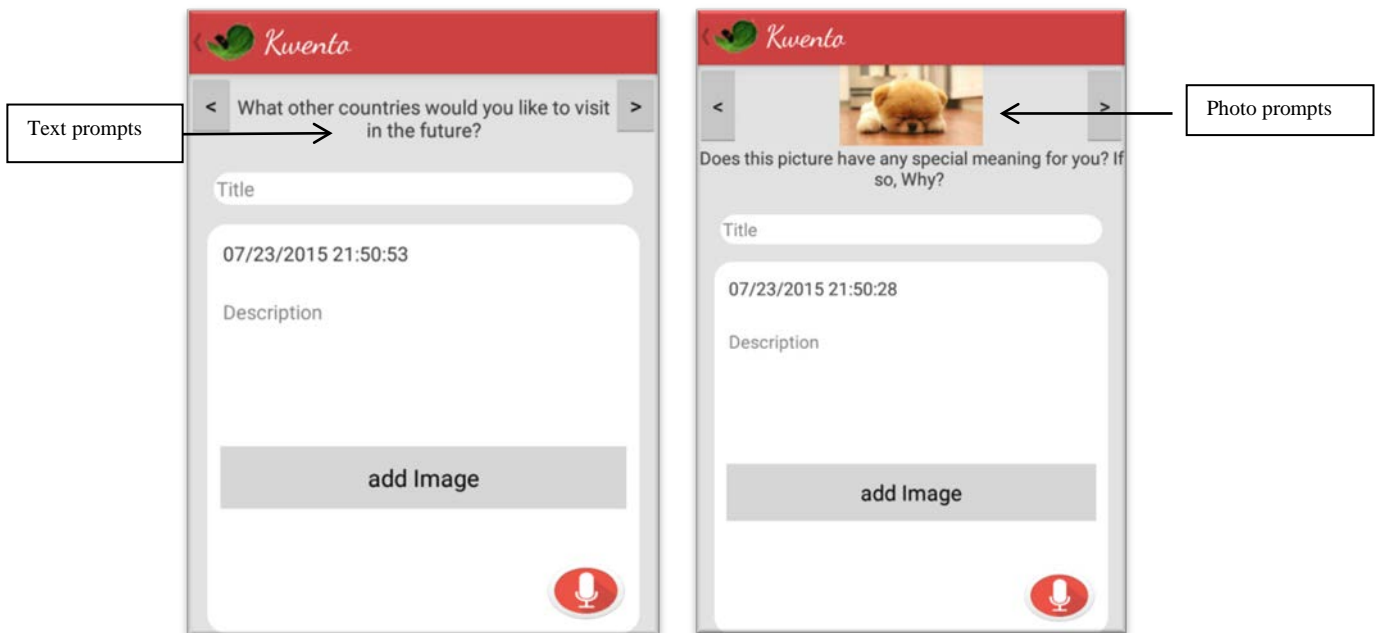 Text prompts
Kwento
< What other countries would you like to visit >
in the future?
Title
07/23/2015 21:50:53
Description
add Image
Kwento
< >
Does this picture have any special meaning for you? If
so, Why?
Title
07/23/2015 21:50:28
Description
add Image
Photo prompts